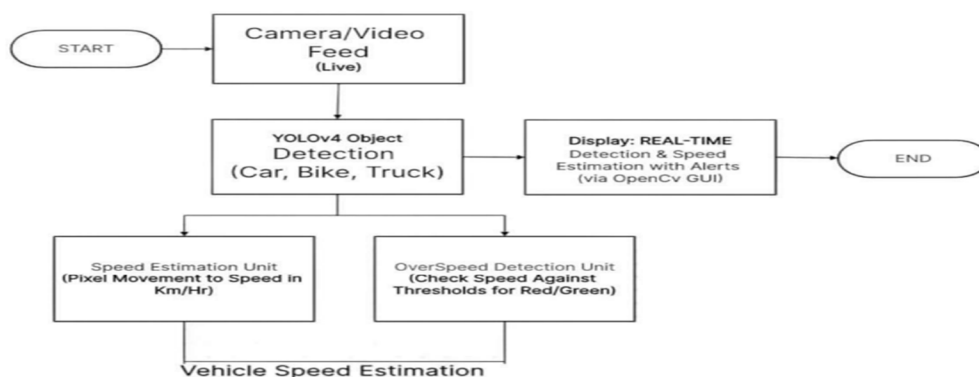 START
Camera/Video
Feed
(Live)
YOLOv4 Object
Detection
(Car, Bike, Truck)
Display: REAL-TIME
Detection & Speed
Estimation with Alerts
(via OpenCv GUI)
END
Speed Estimation Unit
(Pixel Movement to Speed in
Km/Hr)
OverSpeed Detection Unit
(Check Speed Against
Thresholds for Red/Green)
Vehicle Speed Estimation